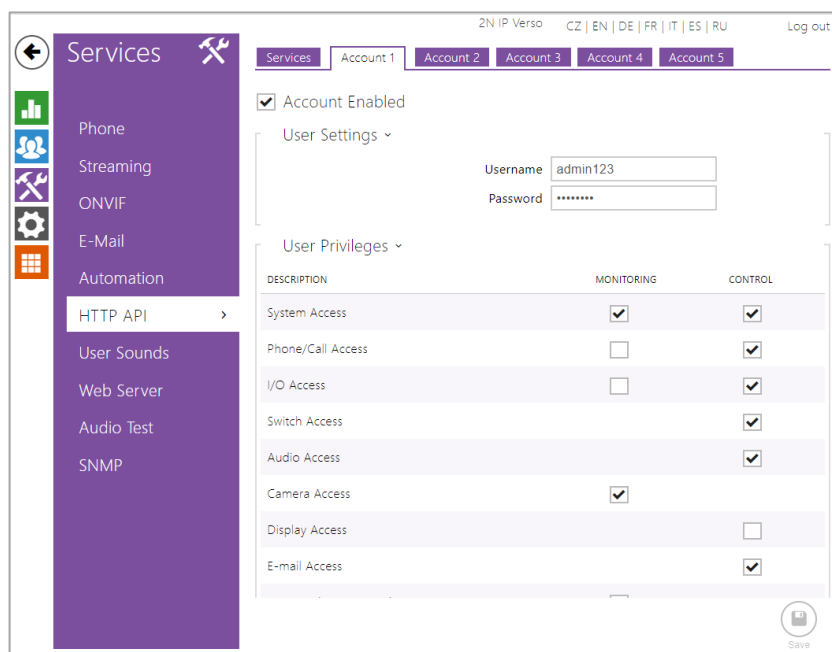 2N IP Verso CZ | EN | DE | FR | IT | ES | RU Log out
Services
Services Account 1 Account 2 Account 3 Account 4 Account 5
Phone
Streaming
ONVIF
E-Mail
Automation
HTTP API
User Sounds
Web Server
Audio Test
SNMP
Account Enabled
User Settings
Username admin123
Password ••••••••
User Privileges
DESCRIPTION MONITORING CONTROL
System Access
Phone/Call Access
I/O Access
Switch Access
Audio Access
Camera Access
Display Access
E-mail Access
Save